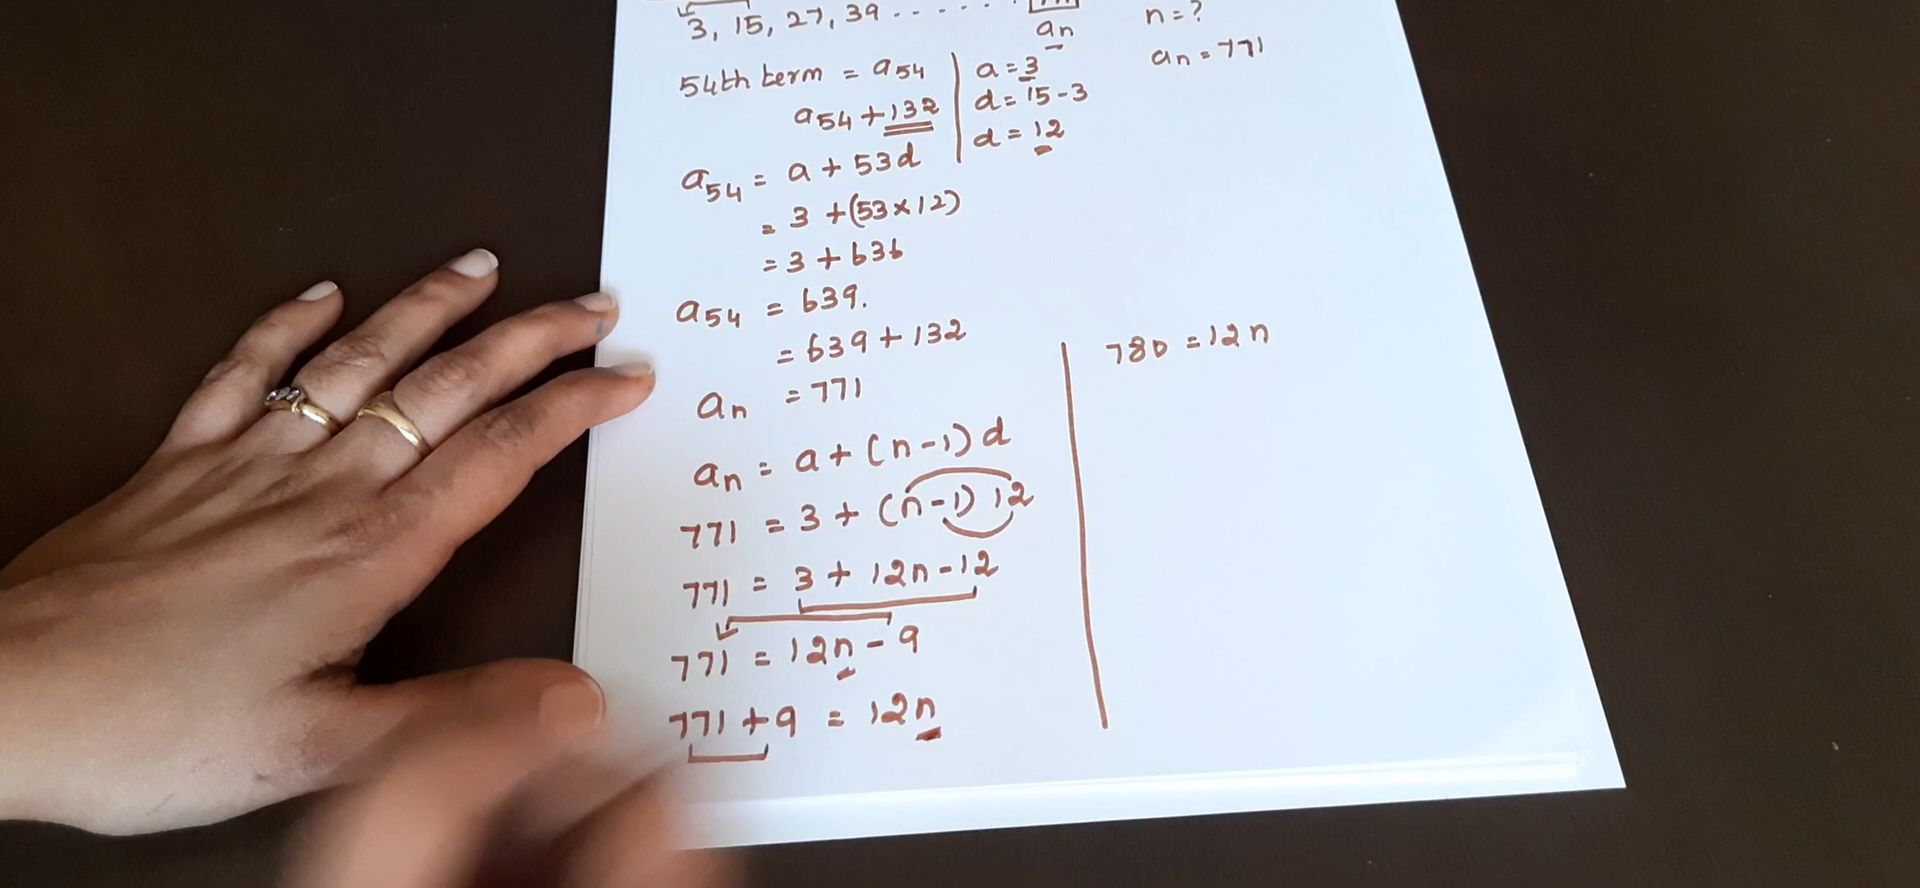 3, 15, 27, 39 . . . . . . .
an
n = ?
an = 771
54th term = a54
a54 + 132
a = 3
d = 15 - 3
d = 12
a54 = a + 53d
= 3 + (53 × 12)
= 3 + 636
a54 = 639.
= 639 + 132
an = 771
an = a + (n - 1) d
771 = 3 + (n - 1) 12
771 = 3 + 12n - 12
771 = 12n - 9
771 + 9 = 12n
780 = 12n